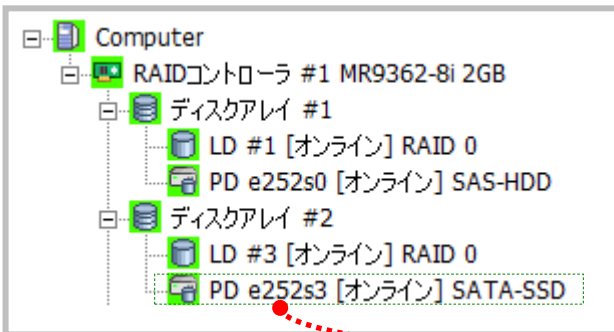 Computer
RAIDコントローラ #1 MR9362-8i 2GB
ディスクアレイ #1
LD #1 [オンライン] RAID 0
PD e252s0 [オンライン] SAS-HDD
ディスクアレイ #2
LD #3 [オンライン] RAID 0
PD e252s3 [オンライン] SATA-SSD